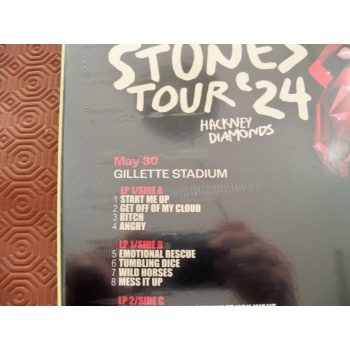 STONES
TOUR '24
HACKNEY
DIAMONDS
May 30
GILLETTE STADIUM
LP 1/SIDE A
1 START ME UP
2 GET OFF OF MY CLOUD
3 BITCH
4 ANGRY
LP 1/SIDE B
5 EMOTIONAL RESCUE
6 TUMBLING DICE
7 WILD HORSES
8 MESS IT UP
LP 2/SIDE C